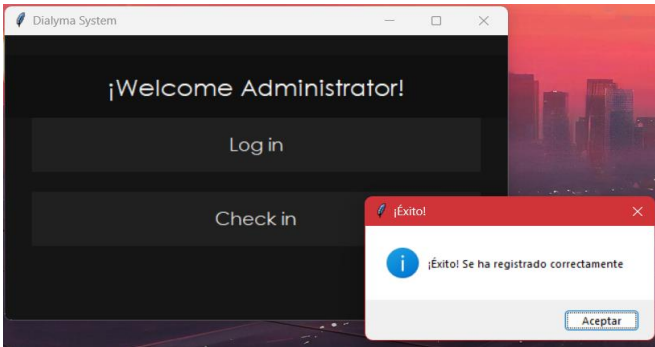 Dialyma System
¡Welcome Administrator!
Log in
Check in
¡Éxito!
¡Éxito! Se ha registrado correctamente
Aceptar